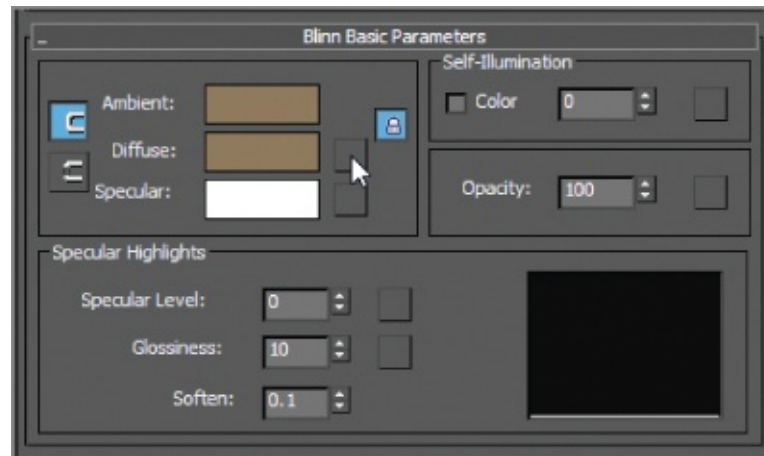 Blinn Basic Parameters
Ambient:
Diffuse:
Specular:
Self-Illumination
Color 0
Opacity: 100
Specular Highlights
Specular Level: 0
Glossiness: 10
Soften: 0.1